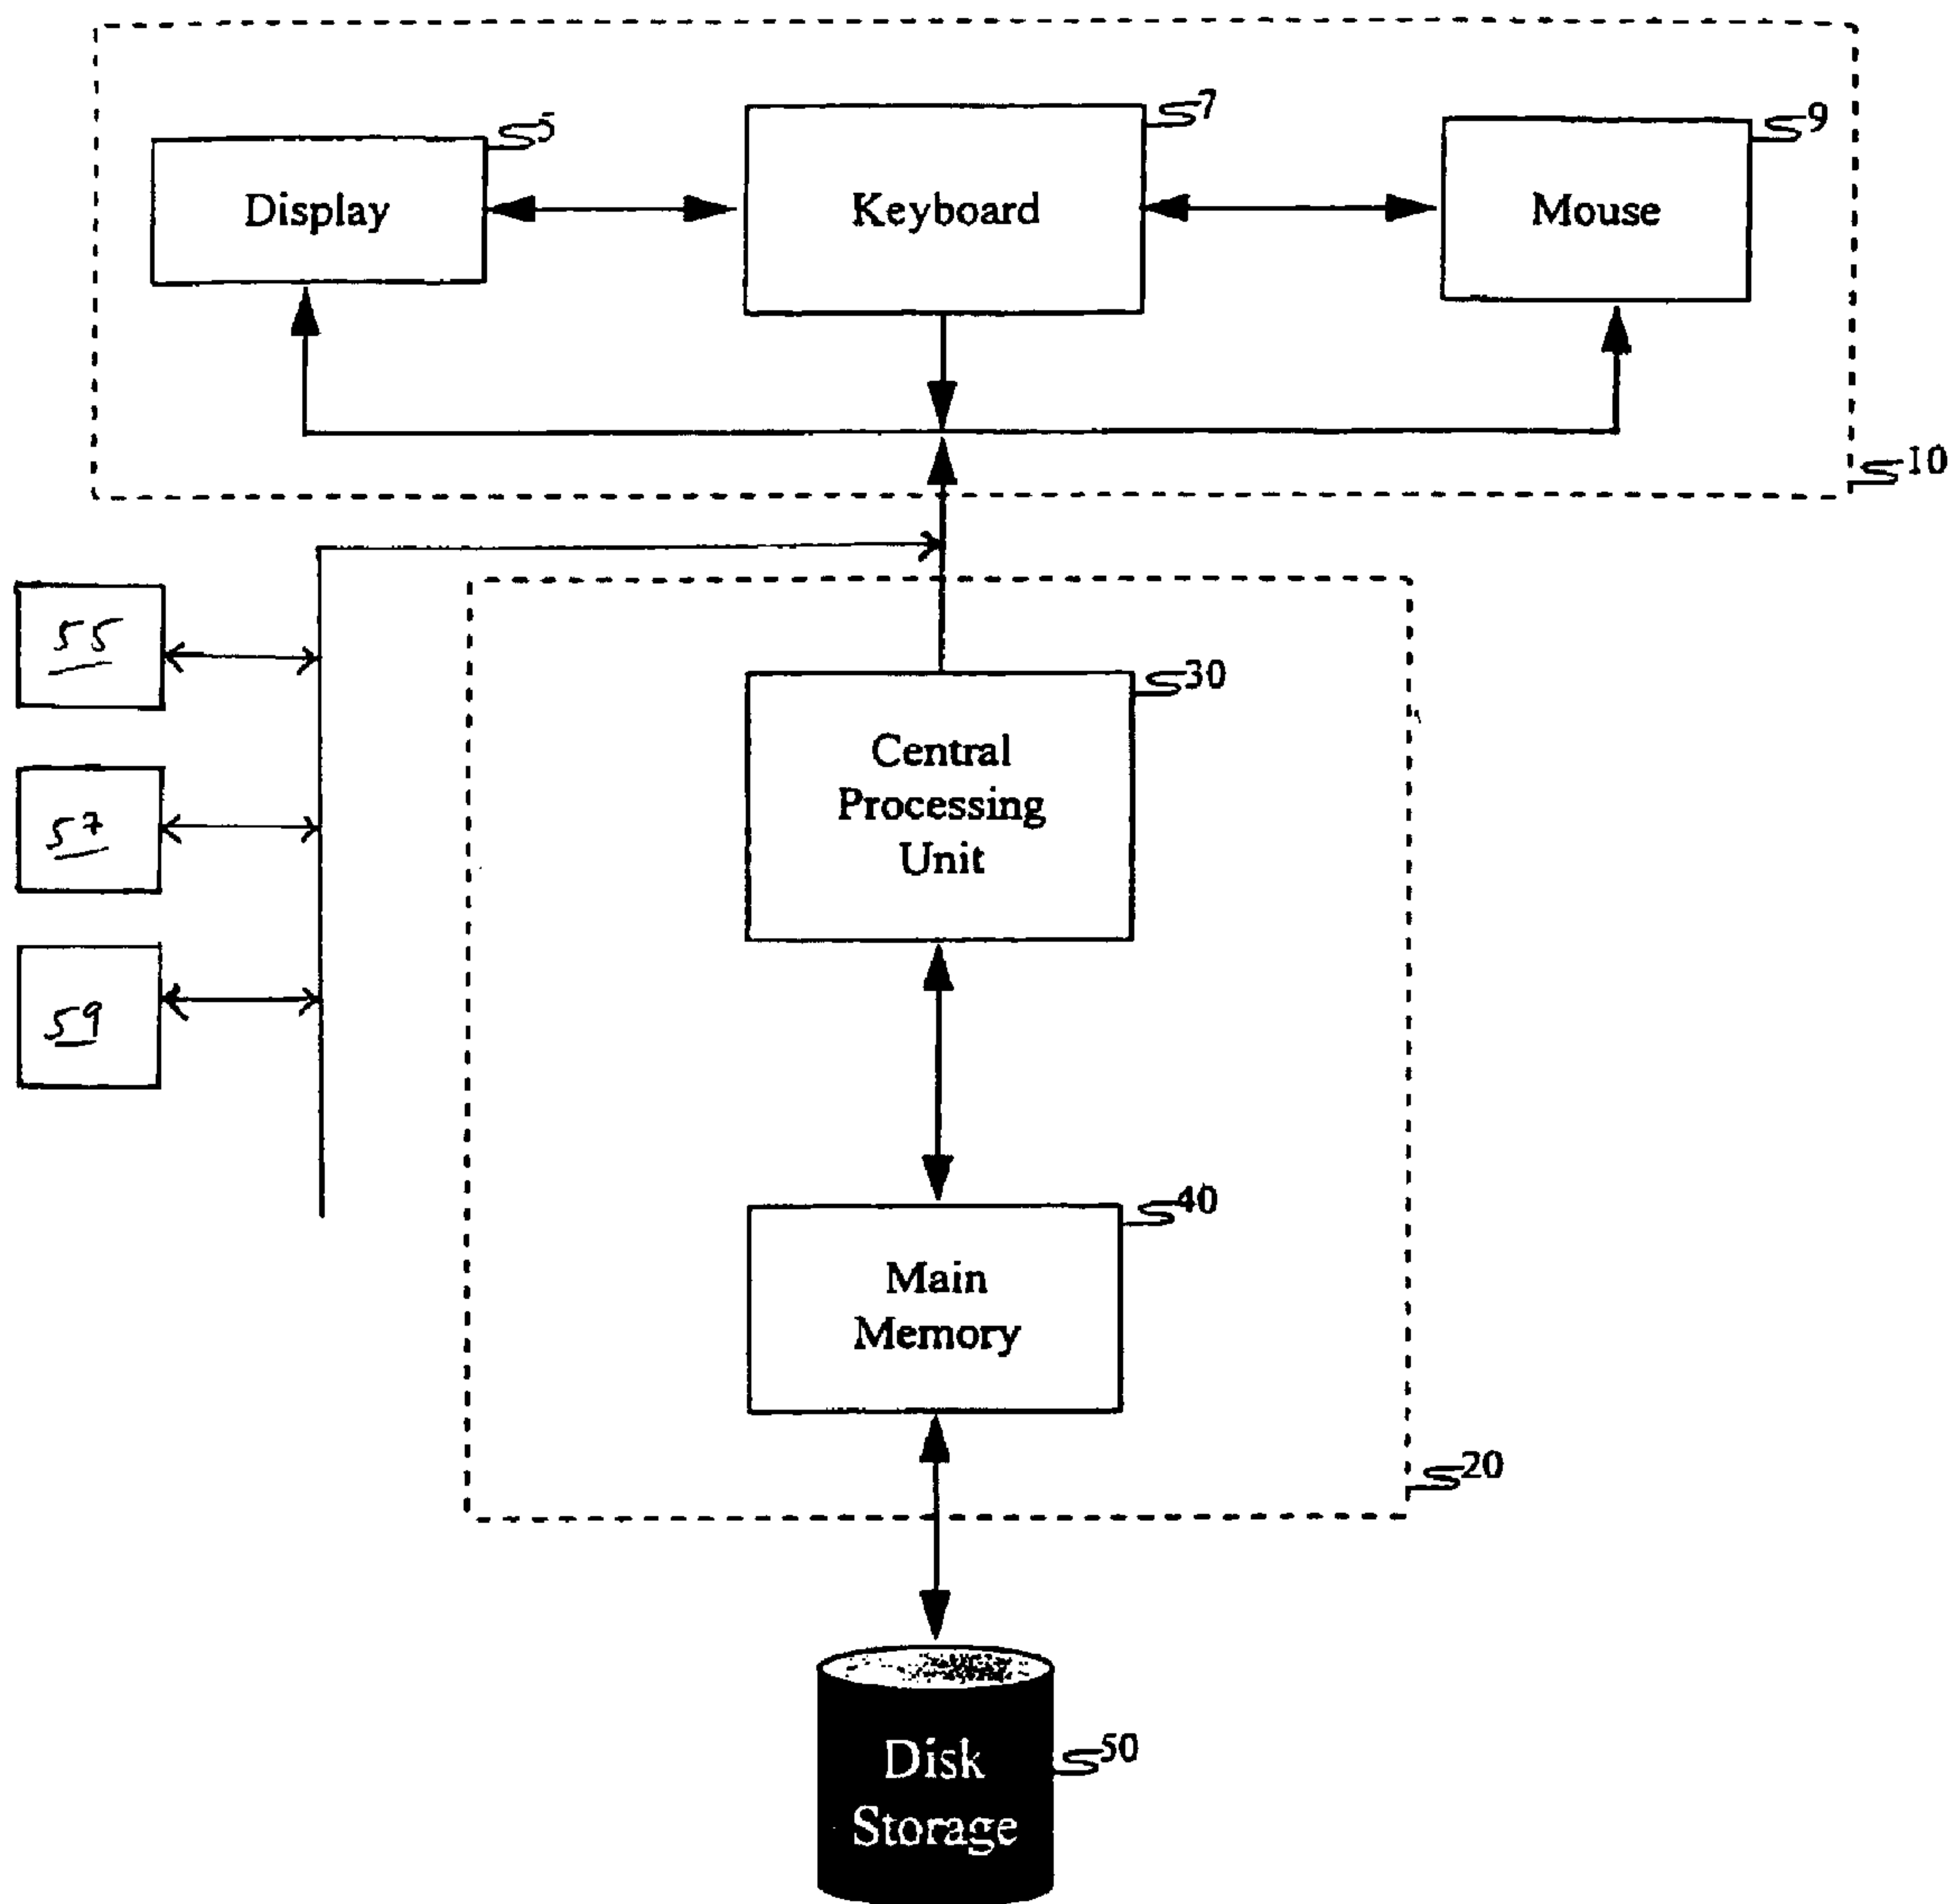 5
7
9
Display
Keyboard
Mouse
10
55
57
59
30
Central
Processing
Unit
40
Main
Memory
20
50
Disk
Storage